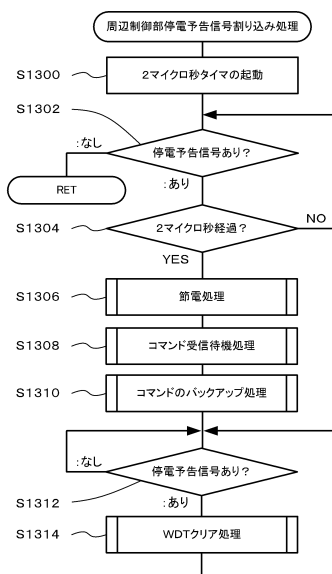 周辺制御部停電予告信号割り込み処理
S1300
2マイクロ秒タイマの起動
S1302
停電予告信号あり?
:なし
RET
:あり
S1304
2マイクロ秒経過?
NO
YES
S1306
節電処理
S1308
コマンド受信待機処理
S1310
コマンドのバックアップ処理
:なし
停電予告信号あり?
S1312
:あり
S1314
WDTクリア処理